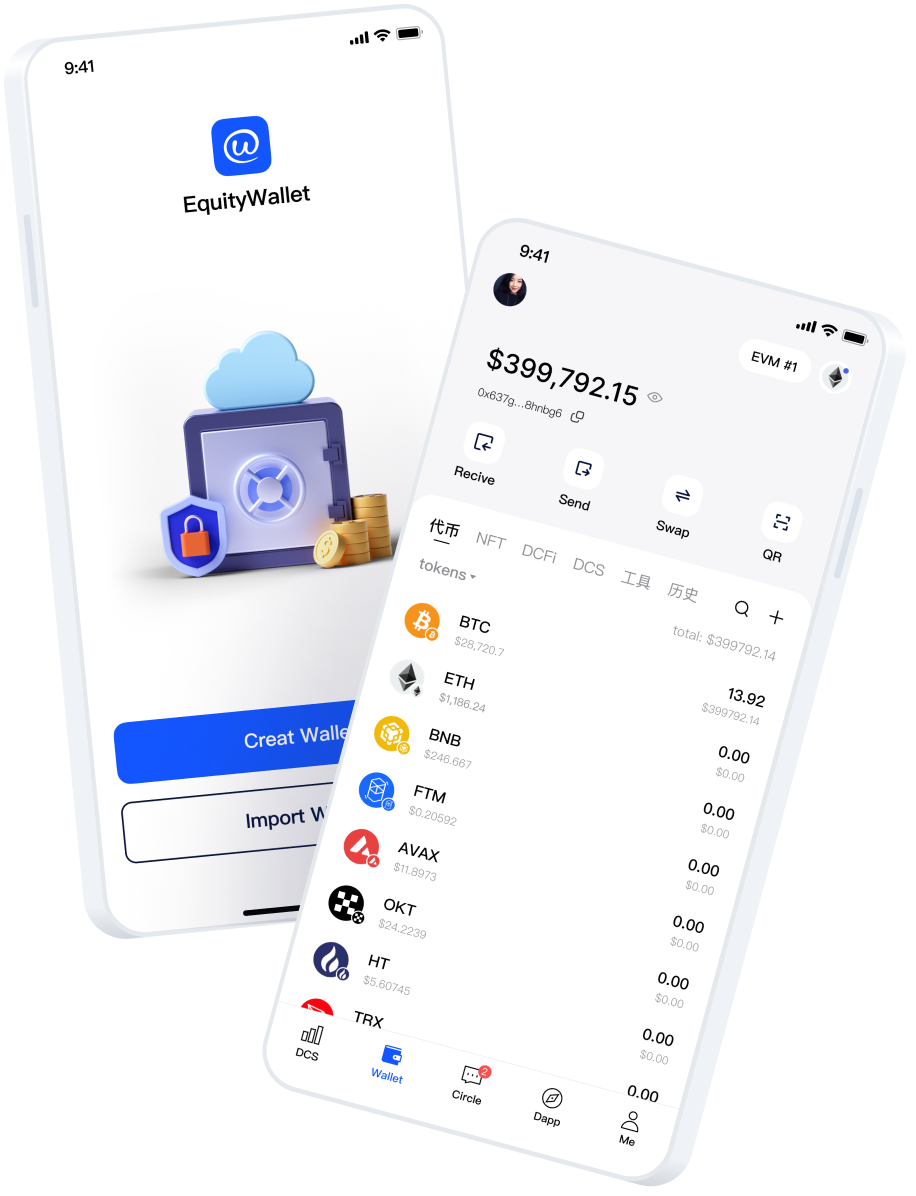 9:41
EquityWallet
Creat Walle
Import W
9:41
EVM #1
$399,792.15
0x637g...8hnbg6
Recive
Send
Swap
QR
代币 NFT DCFi DCS 工具 历史
tokens
total: $399792.14
BTC 13.92
$28,720.7 $399792.14
ETH 0.00
$1,186.24 $0.00
BNB 0.00
$246.667 $0.00
FTM 0.00
$0.20592 $0.00
AVAX 0.00
$11.8973 $0.00
OKT 0.00
$24.2239 $0.00
HT 0.00
$5.60745 $0.00
TRX 0.00
DCS Wallet Circle 2 Dapp Me